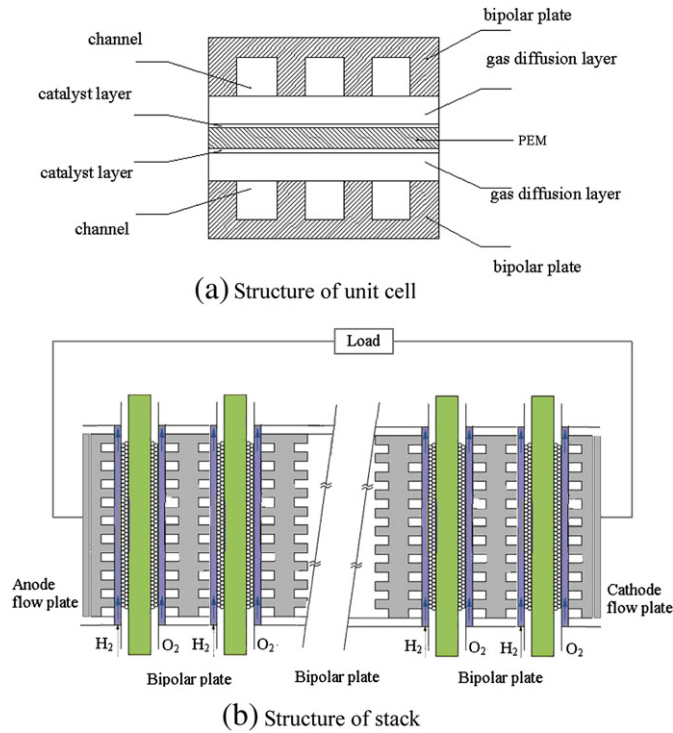 channel
bipolar plate
gas diffusion layer
catalyst layer
PEM
catalyst layer
gas diffusion layer
channel
bipolar plate
(a) Structure of unit cell
Load
Anode
flow plate
Cathode
flow plate
H2 O2 H2 O2 H2 O2 H2 O2
Bipolar plate Bipolar plate Bipolar plate
(b) Structure of stack